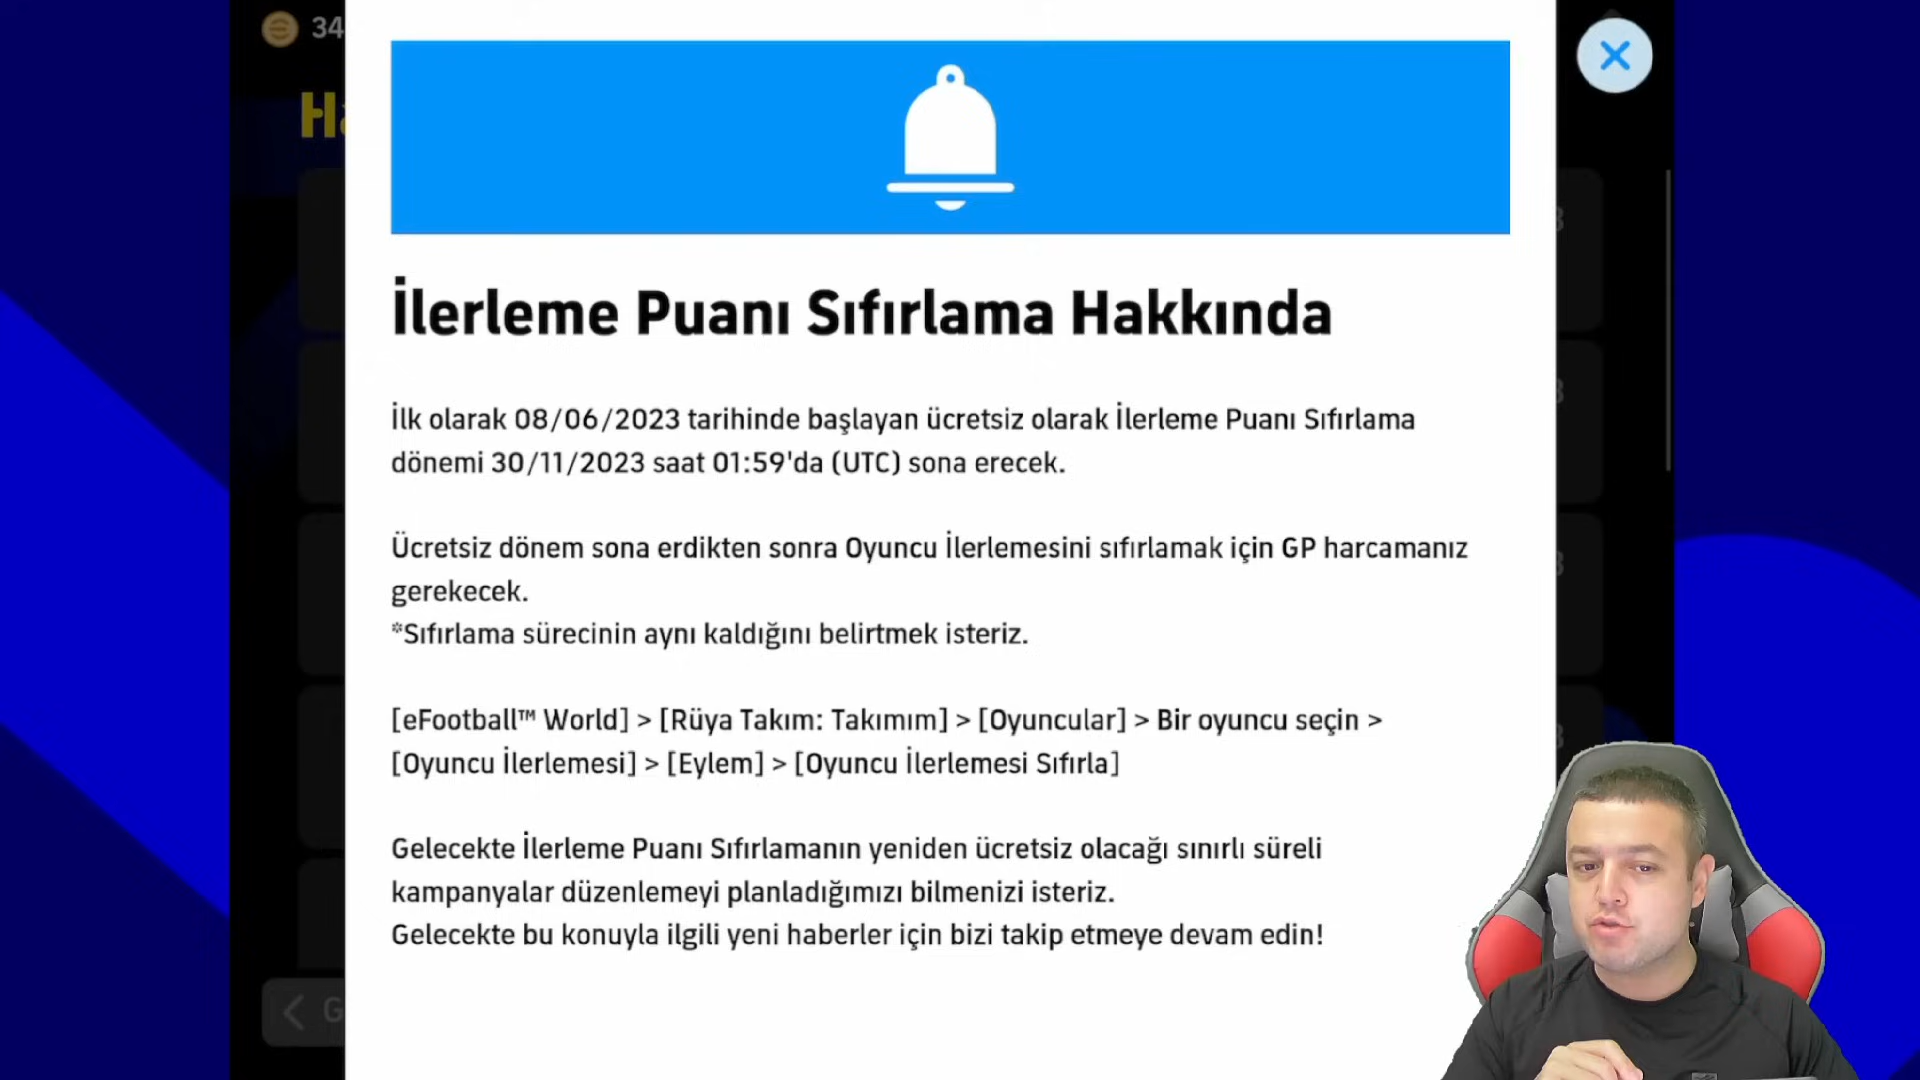 34
Ha
İlerleme Puanı Sıfırlama Hakkında
İlk olarak 08/06/2023 tarihinde başlayan ücretsiz olarak İlerleme Puanı Sıfırlama
dönemi 30/11/2023 saat 01:59'da (UTC) sona erecek.
Ücretsiz dönem sona erdikten sonra Oyuncu İlerlemesini sıfırlamak için GP harcamanız
gerekecek.
*Sıfırlama sürecinin aynı kaldığını belirtmek isteriz.
[eFootball™ World] > [Rüya Takım: Takımım] > [Oyuncular] > Bir oyuncu seçin >
[Oyuncu İlerlemesi] > [Eylem] > [Oyuncu İlerlemesi Sıfırla]
Gelecekte İlerleme Puanı Sıfırlamanın yeniden ücretsiz olacağı sınırlı süreli
kampanyalar düzenlemeyi planladığımızı bilmenizi isteriz.
Gelecekte bu konuyla ilgili yeni haberler için bizi takip etmeye devam edin!
G